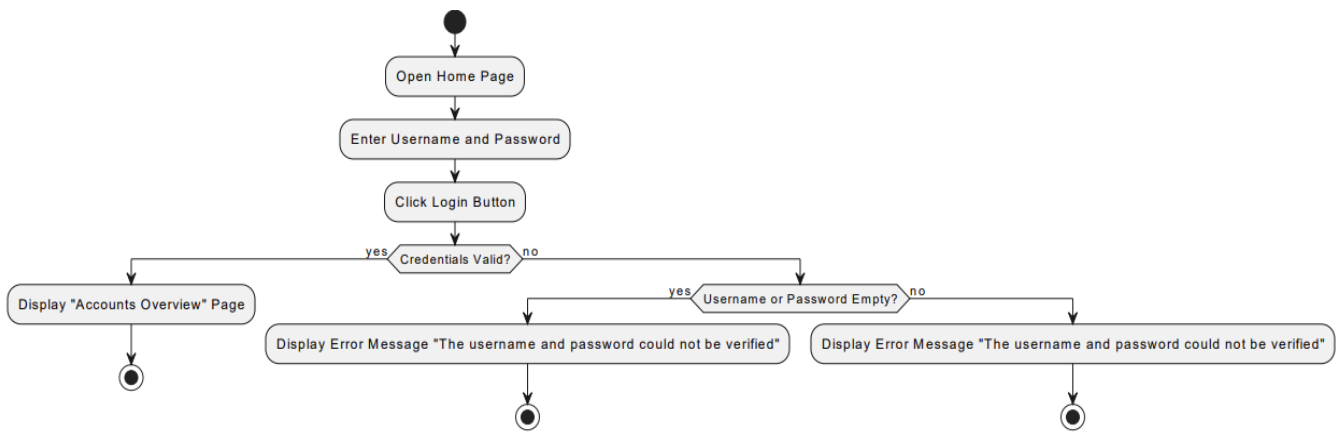 Open Home Page
Enter Username and Password
Click Login Button
yes
Credentials Valid?
no
Display "Accounts Overview" Page
yes
Username or Password Empty?
no
Display Error Message "The username and password could not be verified"
Display Error Message "The username and password could not be verified"